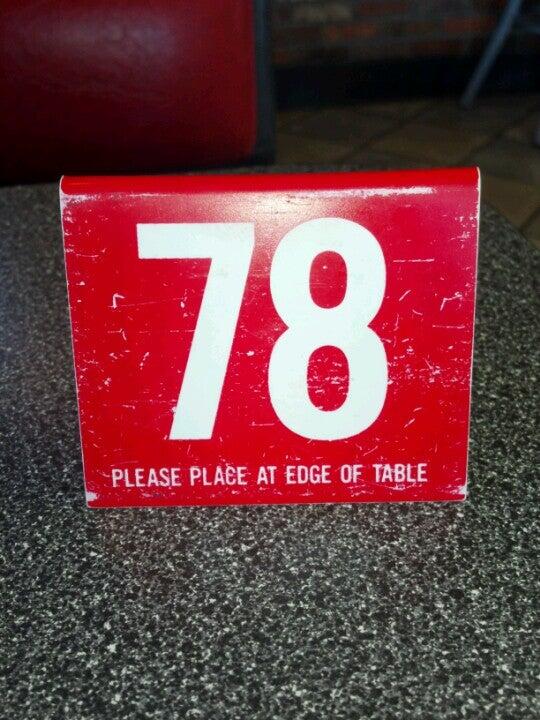 78
PLEASE PLACE AT EDGE OF TABLE